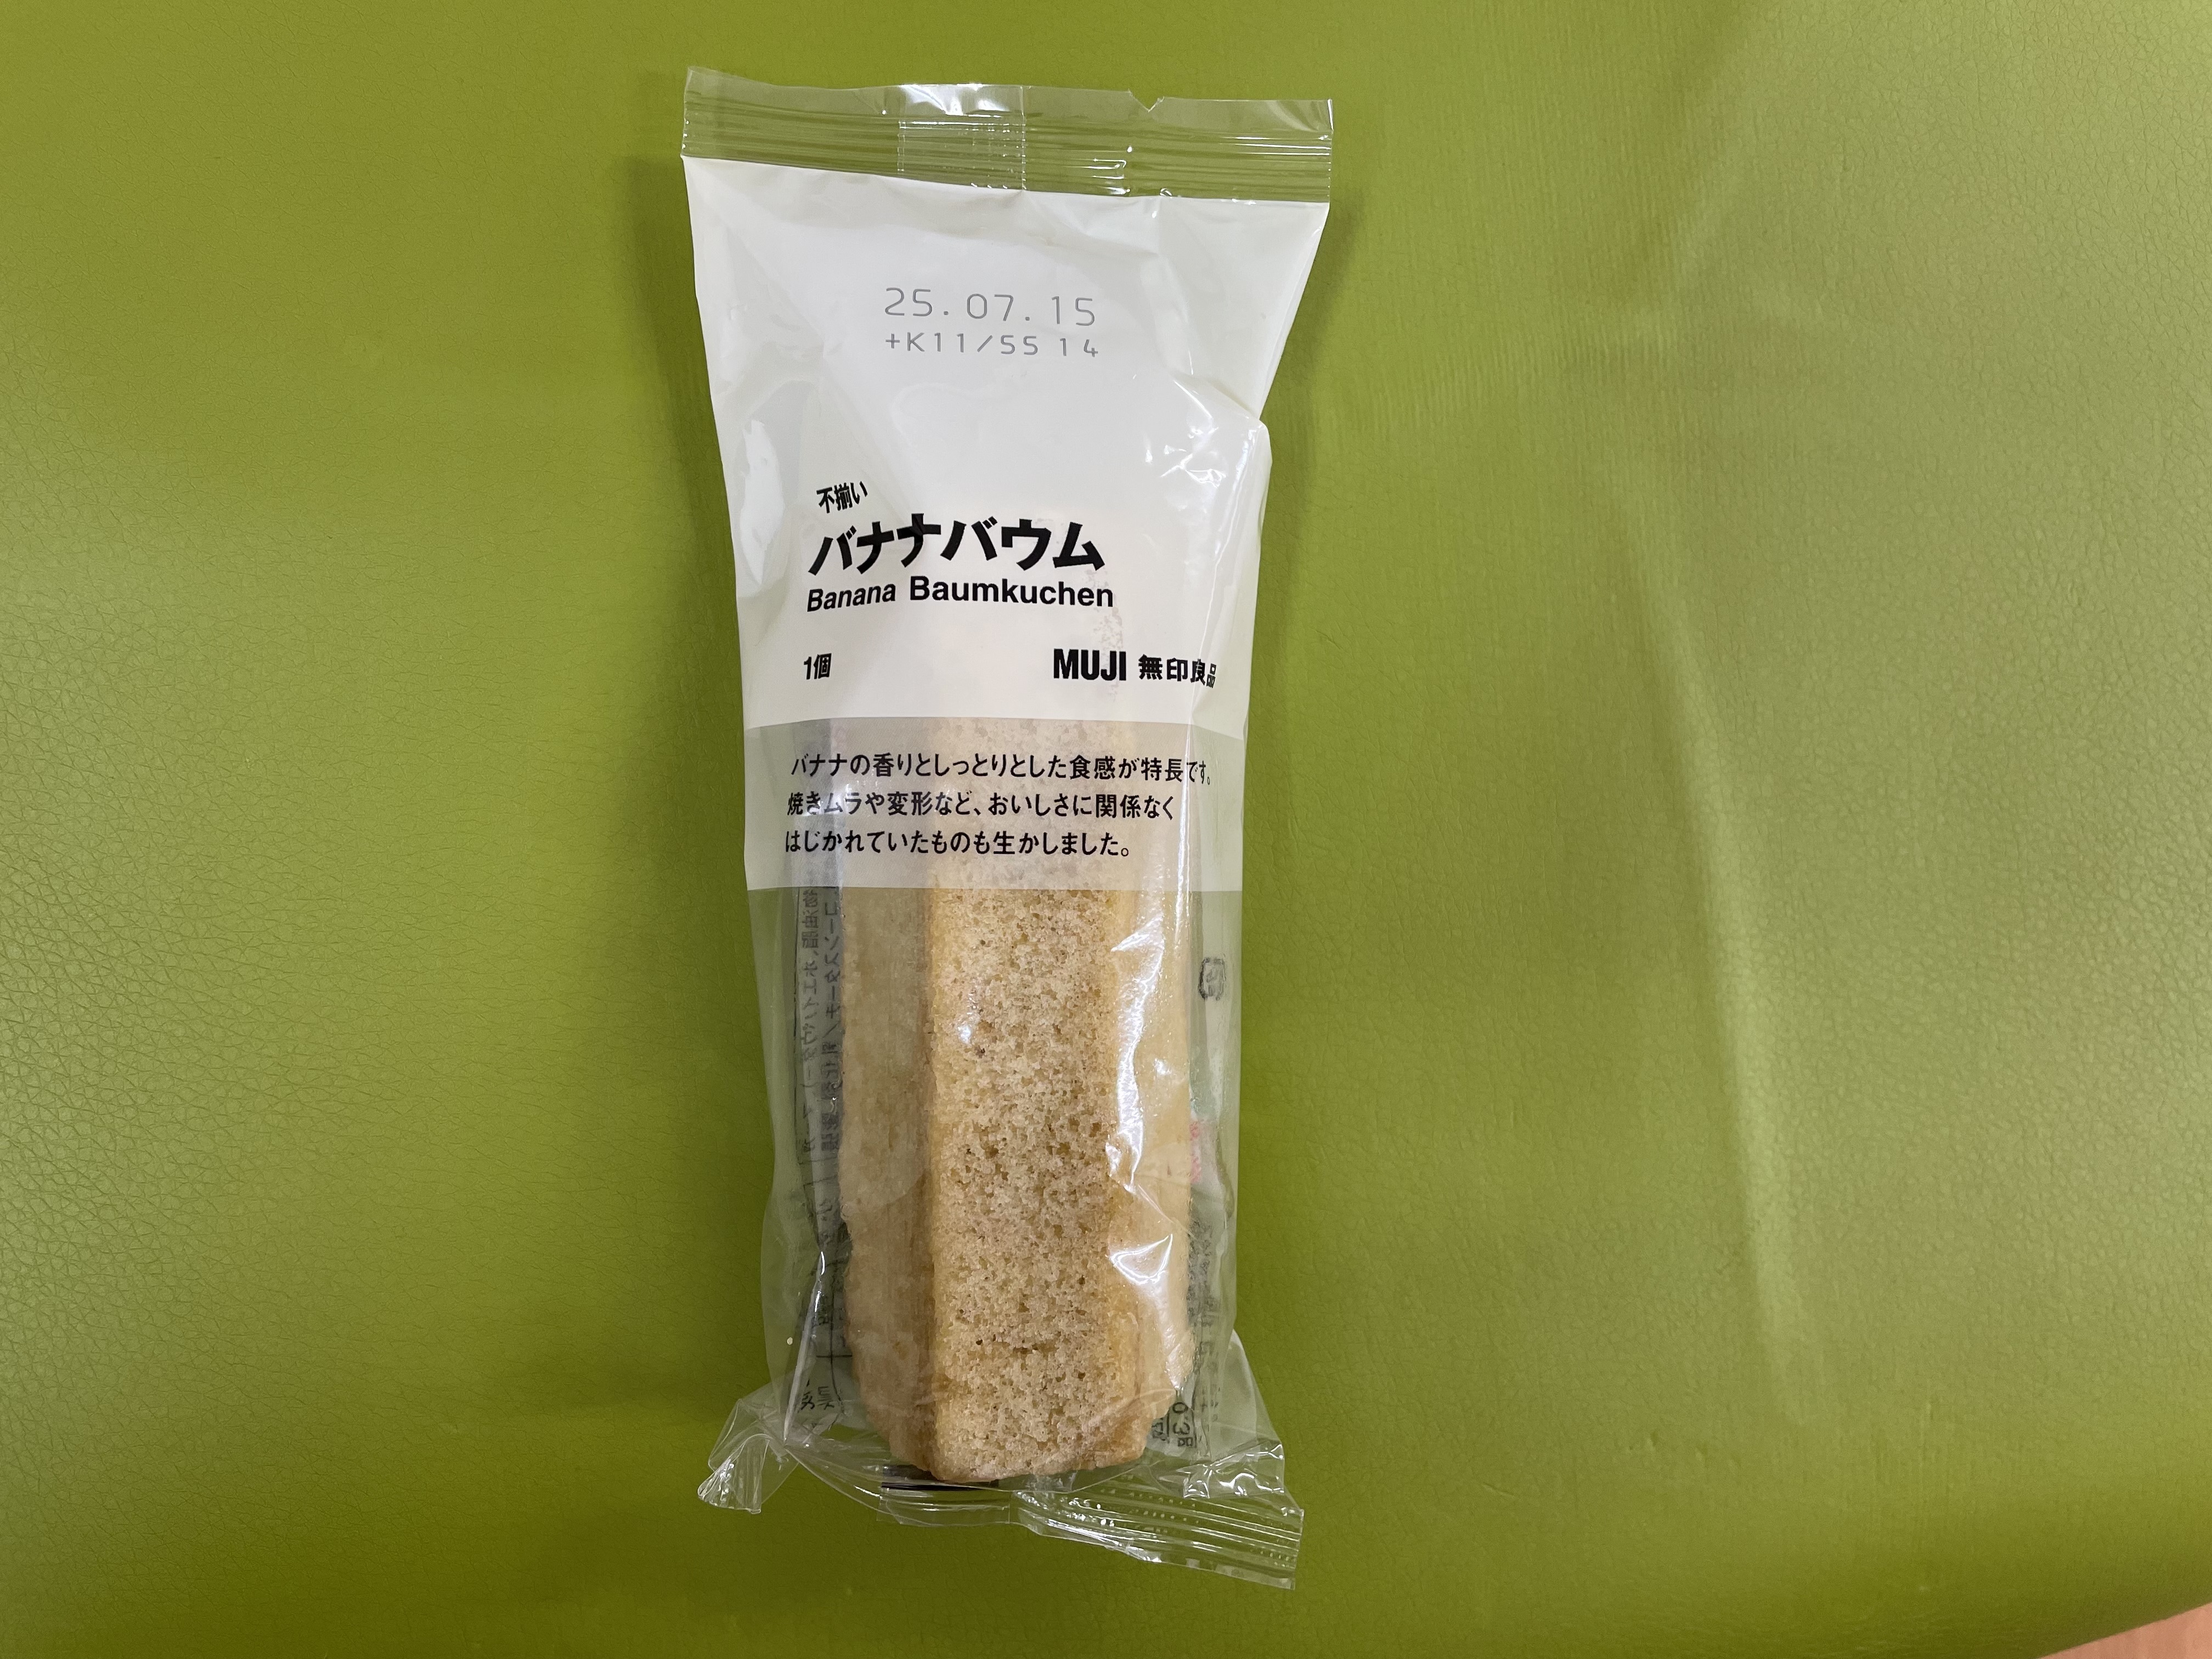 25.07.15
+K11/55 14
不揃い
バナナバウム
Banana Baumkuchen
1個
MUJI 無印良品
バナナの香りとしっとりとした食感が特長です。
焼きムラや変形など、おいしさに関係なく
はじかれていたものも生かしました。